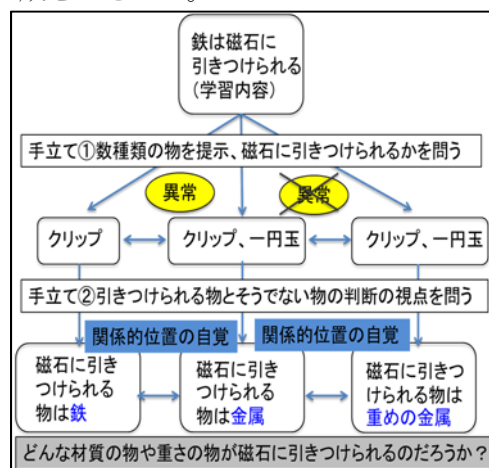 鉄は磁石に
引きつけられる
(学習内容)
手立て①数種類の物を提示、磁石に引きつけられるかを問う
異常
異常
クリップ
クリップ、一円玉
クリップ、一円玉
手立て②引きつけられる物とそうでない物の判断の視点を問う
関係的位置の自覚
関係的位置の自覚
磁石に引き
つけられる
物は鉄
磁石に引き
つけられる
物は金属
磁石に引きつ
けられる物は
重めの金属
どんな材質の物や重さの物が磁石に引きつけられるのだろうか？